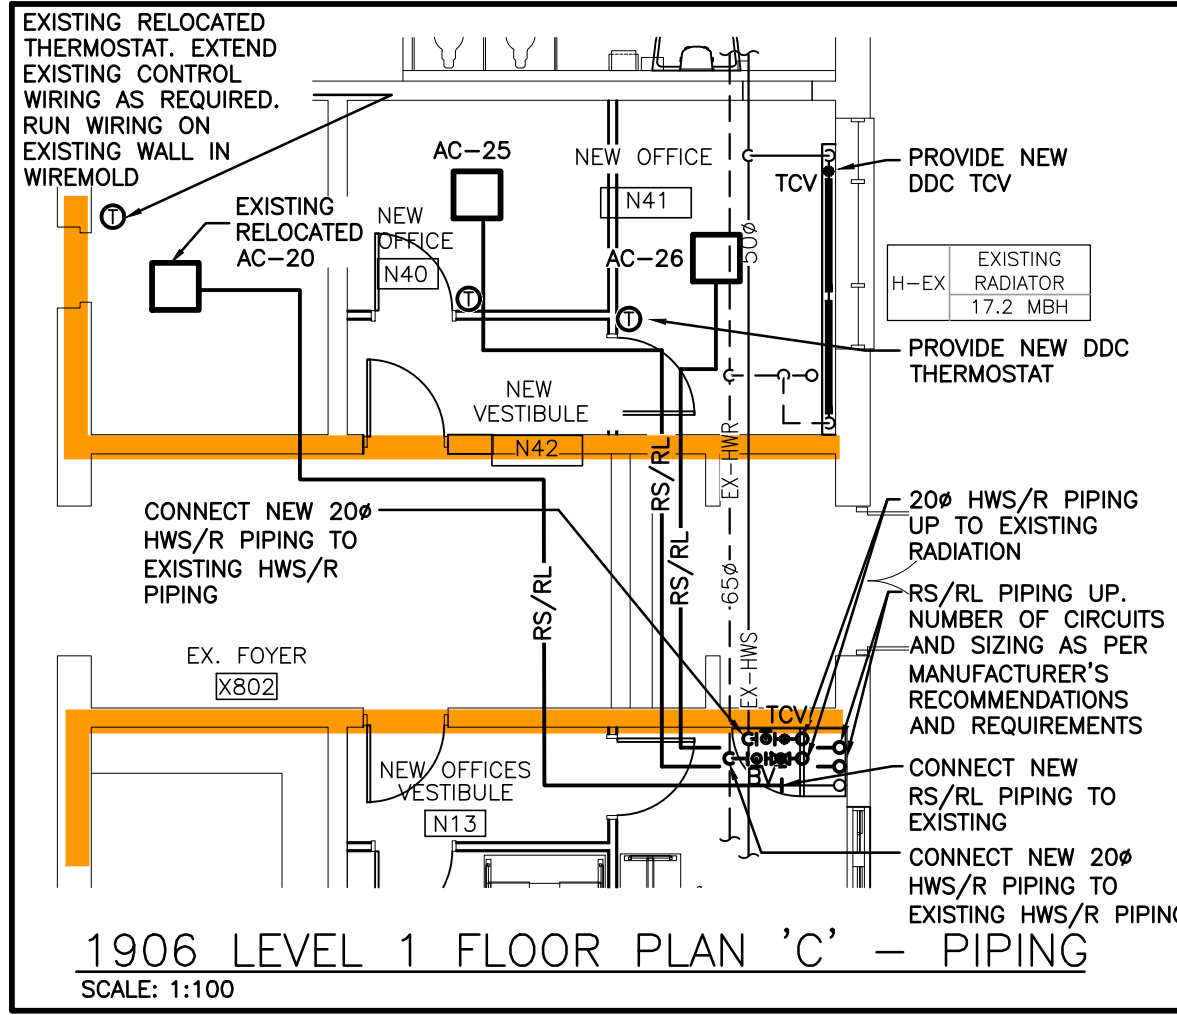 EXISTING RELOCATED
THERMOSTAT. EXTEND
EXISTING CONTROL
WIRING AS REQUIRED.
RUN WIRING ON
EXISTING WALL IN
WIREMOLD
T
EXISTING
RELOCATED
AC-20
AC-25
NEW
OFFICE
N40
T
NEW OFFICE
N41
AC-26
T
TCV
50ø
PROVIDE NEW
DDC TCV
H-EX
EXISTING
RADIATOR
17.2 MBH
PROVIDE NEW DDC
THERMOSTAT
NEW
VESTIBULE
N42
RS/RL
RS/RL
RS/RL
EX-HWR
65ø
EX-HWS
CONNECT NEW 20ø
HWS/R PIPING TO
EXISTING HWS/R
PIPING
20ø HWS/R PIPING
UP TO EXISTING
RADIATION
RS/RL PIPING UP.
NUMBER OF CIRCUITS
AND SIZING AS PER
MANUFACTURER'S
RECOMMENDATIONS
AND REQUIREMENTS
EX. FOYER
X802
TCV
BV
NEW OFFICES
VESTIBULE
N13
CONNECT NEW
RS/RL PIPING TO
EXISTING
CONNECT NEW 20ø
HWS/R PIPING TO
EXISTING HWS/R PIPING
1906 LEVEL 1 FLOOR PLAN 'C' - PIPING
SCALE: 1:100